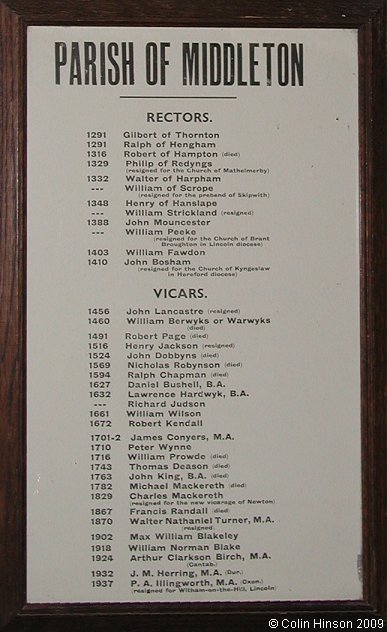 PARISH OF MIDDLETON
RECTORS.
1291 Gilbert of Thornton
1291 Ralph of Hengham
1316 Robert of Hampton (died)
1329 Philip of Redyngs
(resigned for the Church of Mathelmerby)
1332 Walter of Harpham
--- William of Scrope
(resigned for the prebend of Skipwith)
1348 Henry of Hanslape
--- William Strickland (resigned)
1388 John Mouncester
--- William Peeke
(resigned for the Church of Brant
Broughton in Lincoln diocese)
1403 William Fawdon
1410 John Bosham
(resigned for the Church of Kyngeslaw
in Hereford diocese)
VICARS.
1456 John Lancastre (resigned)
1460 William Berwyks or Warwyks
(died)
1491 Robert Page (died)
1516 Henry Jackson (resigned)
1524 John Dobbyns (died)
1569 Nicholas Robynson (died)
1594 Ralph Chapman (died)
1627 Daniel Bushell, B.A.
1632 Lawrence Hardwyk, B.A.
--- Richard Judson
1661 William Wilson
1672 Robert Kendall
1701-2 James Conyers, M.A.
1710 Peter Wynne
1716 William Prowde (died)
1743 Thomas Deason (died)
1763 John King, B.A. (died)
1782 Michael Mackereth (died)
1829 Charles Mackereth
(resigned for the new vicarage of Newton)
1867 Francis Randall (died)
1870 Walter Nathaniel Turner, M.A.
(resigned)
1902 Max William Blakeley
1918 William Norman Blake
1924 Arthur Clarkson Birch, M.A.
(Cantab.)
1932 J. M. Herring, M.A. (Dur.)
1937 P. A. Illingworth, M.A. (Oxon.)
(resigned for Witham-on-the-Hill, Lincoln)
© Colin Hinson 2009